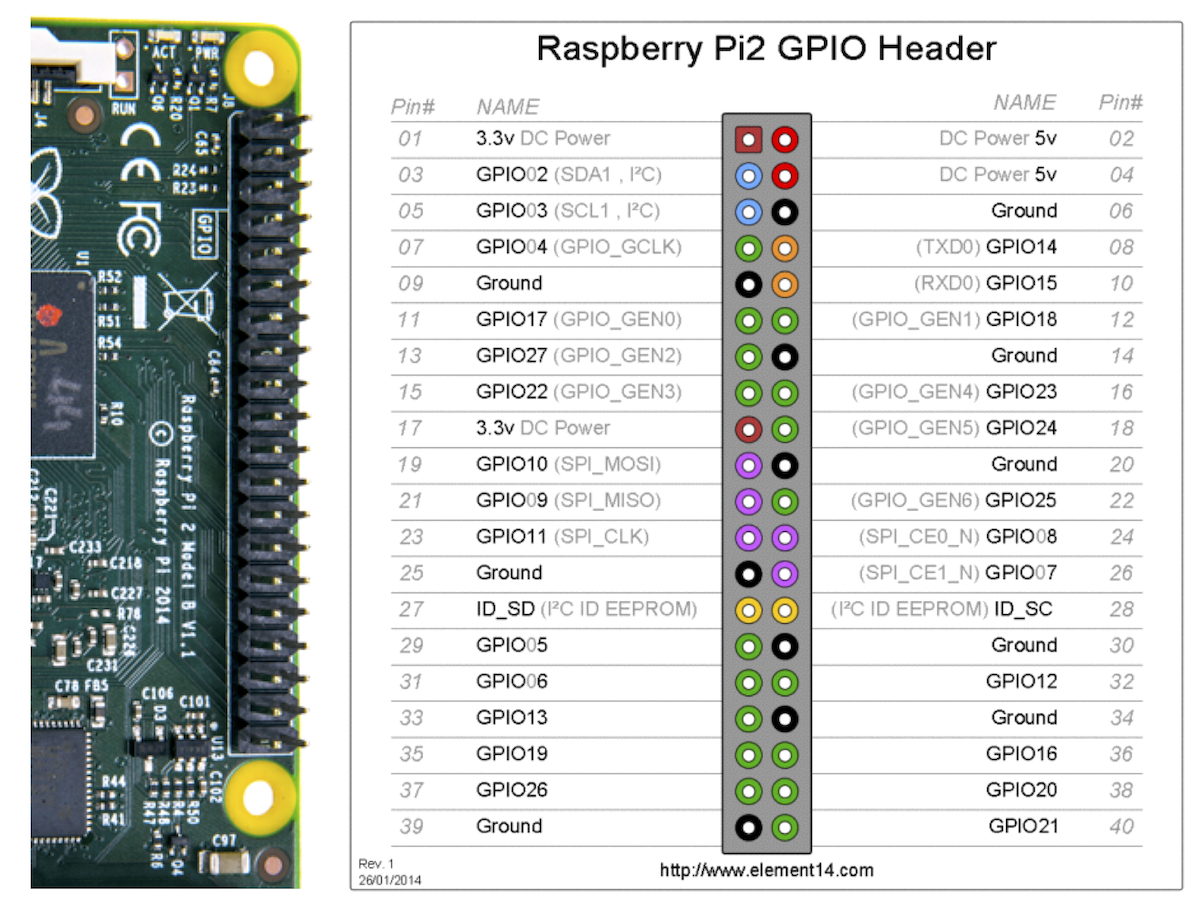 ACT
PWR
RUN
Q6
R20
Q1
R7
J8
J4
C65
R24
R23
CE
FC
GPIO
U1
R52
R51
R54
C64
R10
Raspberry Pi 2 Model B V1.1
© Raspberry Pi 2014
C221
C233
C218
C227
R76
C226
C231
C78 FB5
C106
D3
C101
U13
C102
R44
R41
R47
R48
R4
R50
R6
Q4
C97
Raspberry Pi2 GPIO Header
Pin# NAME NAME Pin#
01 3.3v DC Power DC Power 5v 02
03 GPIO02 (SDA1 , I²C) DC Power 5v 04
05 GPIO03 (SCL1 , I²C) Ground 06
07 GPIO04 (GPIO_GCLK) (TXD0) GPIO14 08
09 Ground (RXD0) GPIO15 10
11 GPIO17 (GPIO_GEN0) (GPIO_GEN1) GPIO18 12
13 GPIO27 (GPIO_GEN2) Ground 14
15 GPIO22 (GPIO_GEN3) (GPIO_GEN4) GPIO23 16
17 3.3v DC Power (GPIO_GEN5) GPIO24 18
19 GPIO10 (SPI_MOSI) Ground 20
21 GPIO09 (SPI_MISO) (GPIO_GEN6) GPIO25 22
23 GPIO11 (SPI_CLK) (SPI_CE0_N) GPIO08 24
25 Ground (SPI_CE1_N) GPIO07 26
27 ID_SD (I²C ID EEPROM) (I²C ID EEPROM) ID_SC 28
29 GPIO05 Ground 30
31 GPIO06 GPIO12 32
33 GPIO13 Ground 34
35 GPIO19 GPIO16 36
37 GPIO26 GPIO20 38
39 Ground GPIO21 40
Rev. 1
26/01/2014
http://www.element14.com